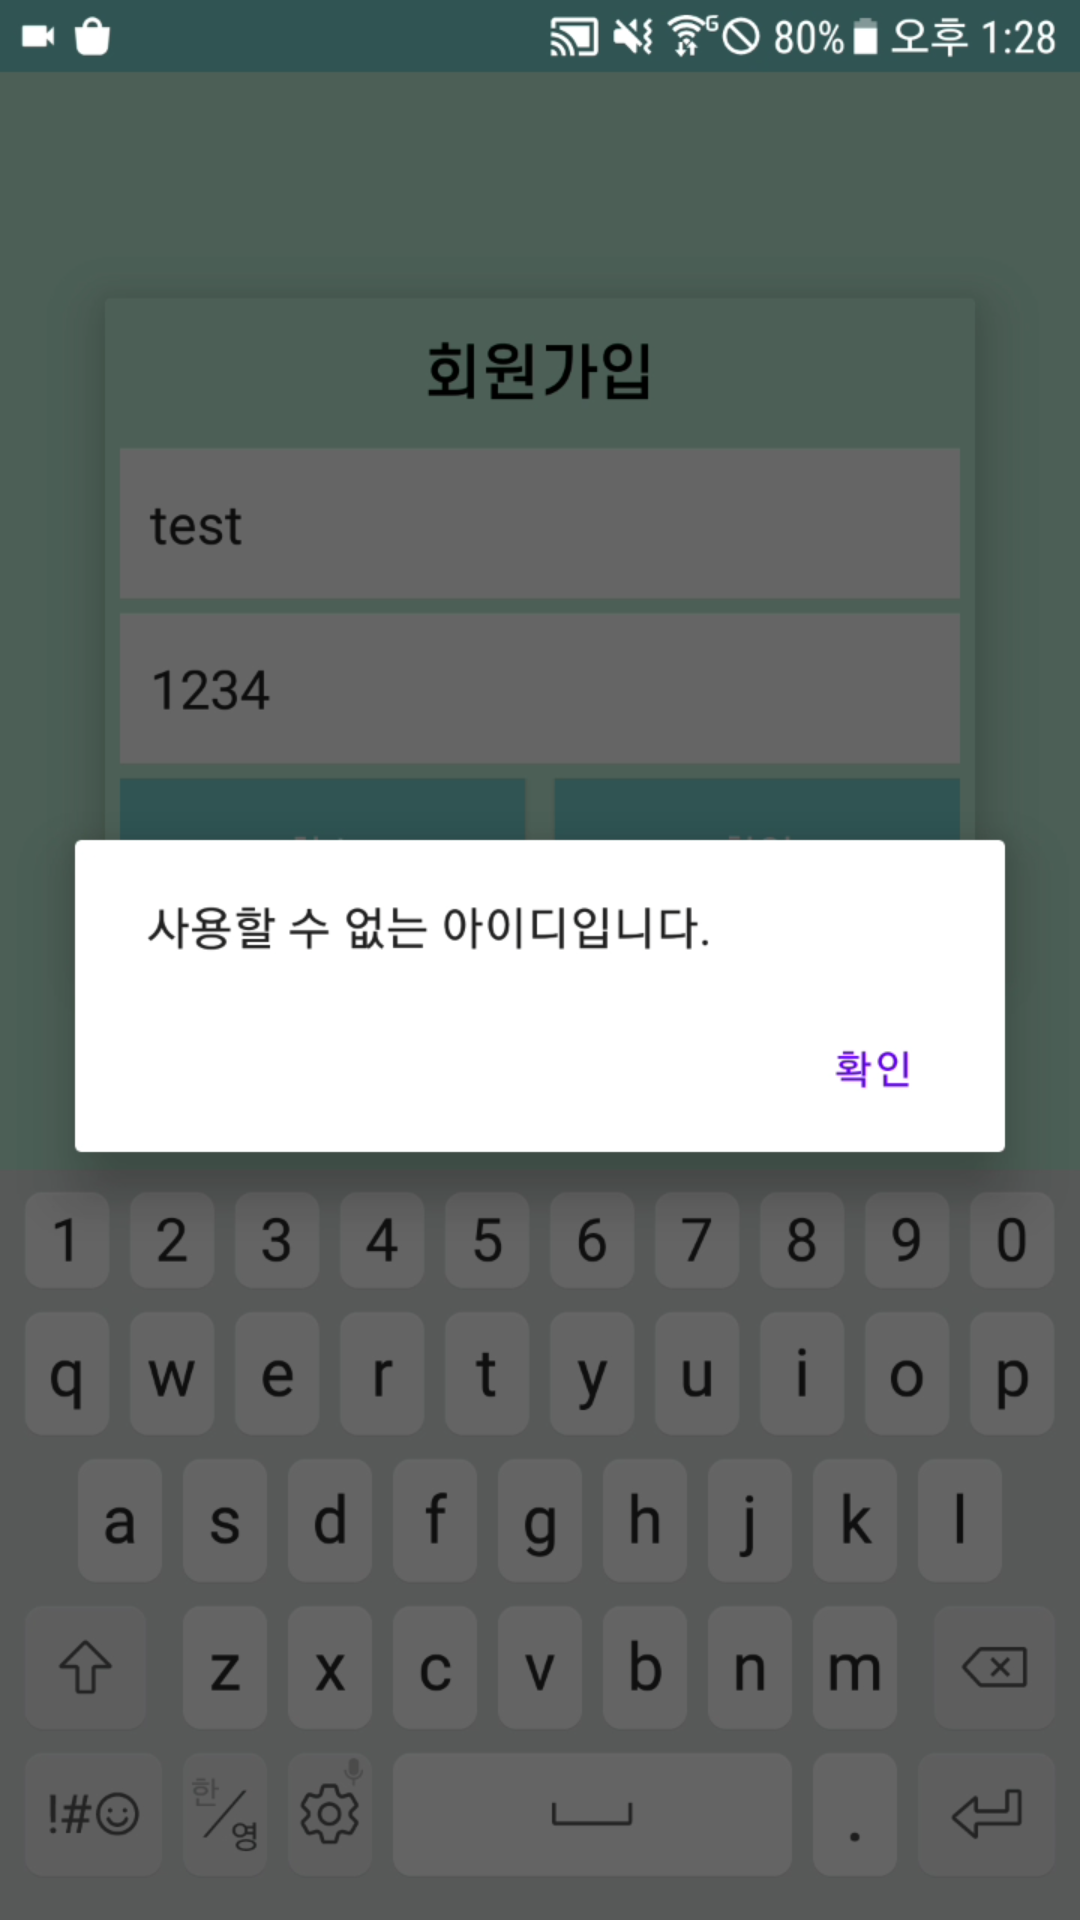 80% 오후 1:28
회원가입
test
1234
사용할 수 없는 아이디입니다.
확인
1 2 3 4 5 6 7 8 9 0
q w e r t y u i o p
a s d f g h j k l
z x c v b n m
!#☺ 한/영 .